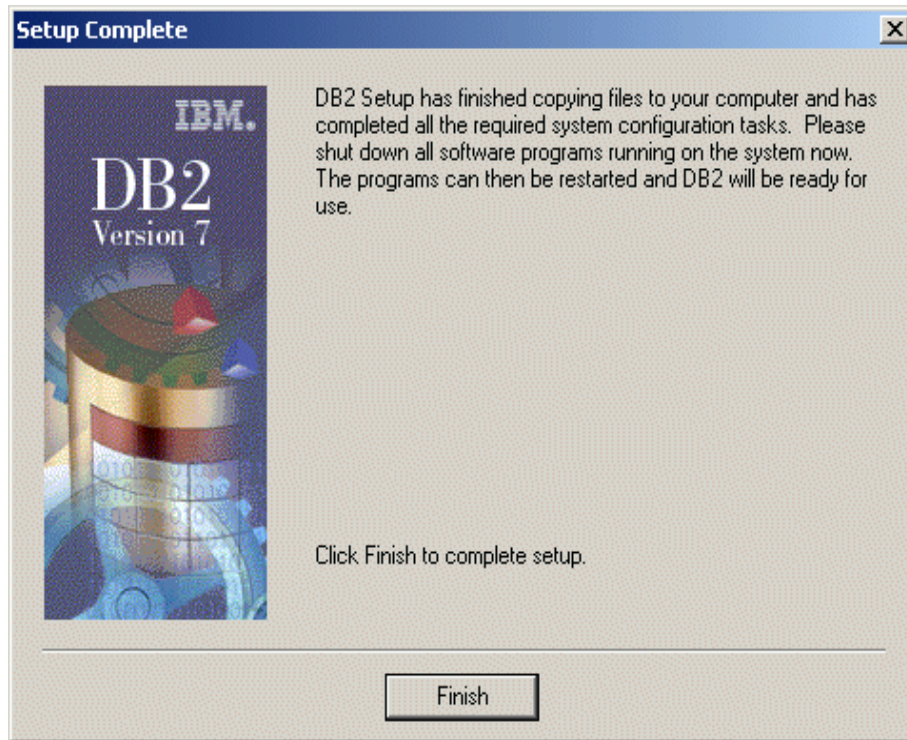 Setup Complete
IBM.
DB2
Version 7
DB2 Setup has finished copying files to your computer and has
completed all the required system configuration tasks.  Please
shut down all software programs running on the system now.
The programs can then be restarted and DB2 will be ready for
use.
Click Finish to complete setup.
Finish